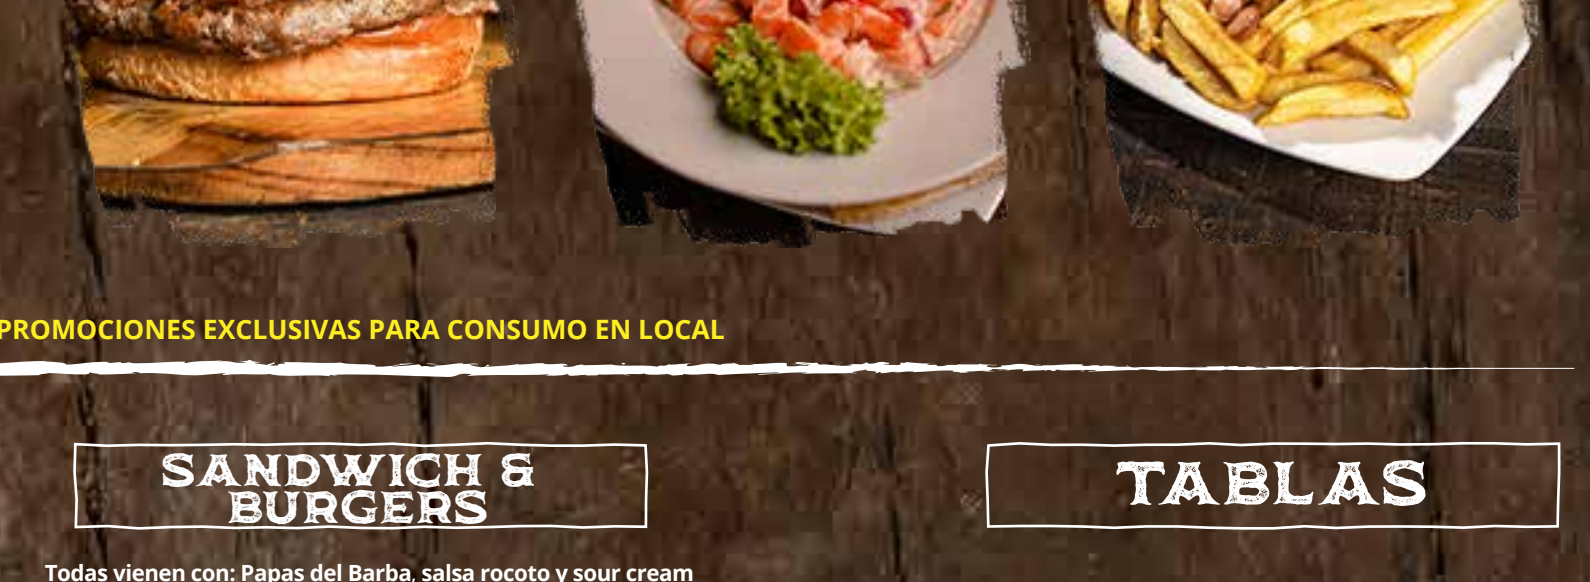 PROMOCIONES EXCLUSIVAS PARA CONSUMO EN LOCAL
SANDWICH &
BURGERS
TABLAS
Todas vienen con: Papas del Barba, salsa rocoto y sour cream